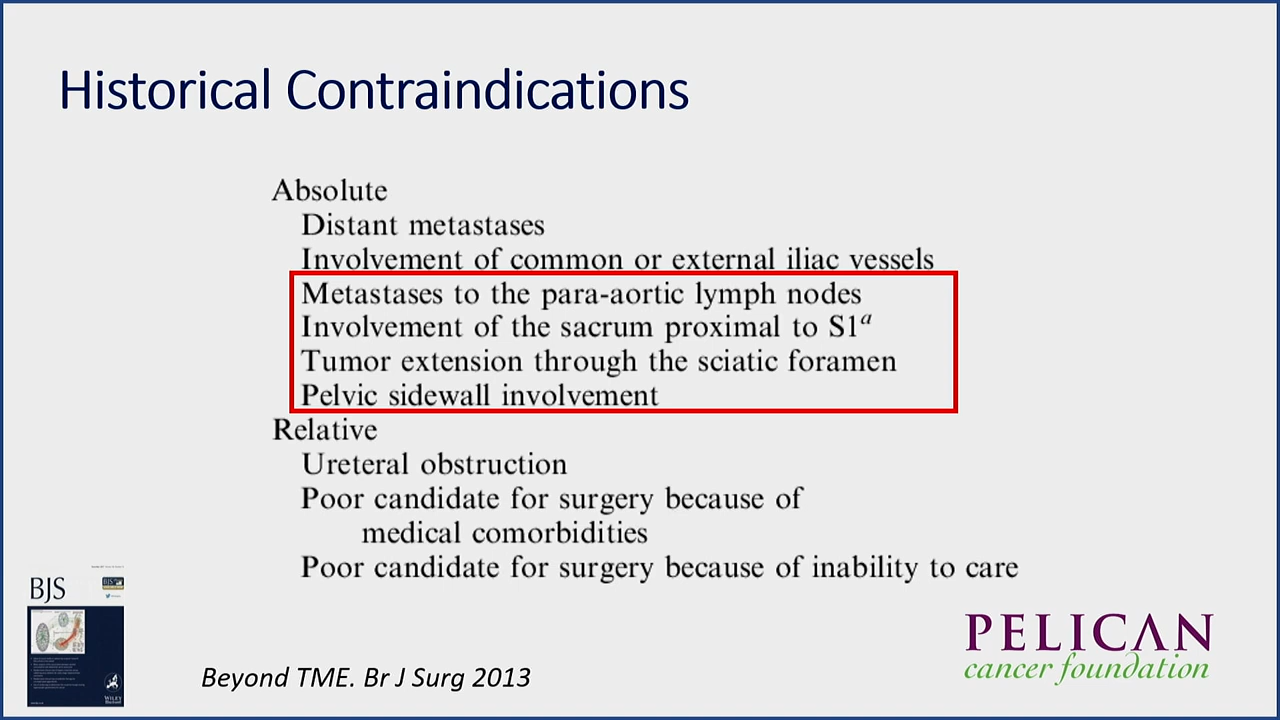 Historical Contraindications
Absolute
Distant metastases
Involvement of common or external iliac vessels
Metastases to the para-aortic lymph nodes
Involvement of the sacrum proximal to S1ᵃ
Tumor extension through the sciatic foramen
Pelvic sidewall involvement
Relative
Ureteral obstruction
Poor candidate for surgery because of
medical comorbidities
Poor candidate for surgery because of inability to care
BJS
WILEY
Beyond TME. Br J Surg 2013
PELICAN
cancer foundation